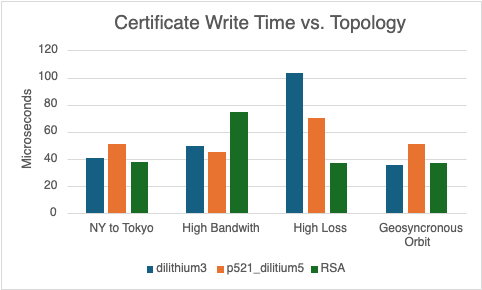 Certificate Write Time vs. Topology
120
100
80
60
40
20
0
Microseconds
NY to Tokyo
High Bandwith
High Loss
Geosyncronous
Orbit
dilithium3
p521_dilitium5
RSA